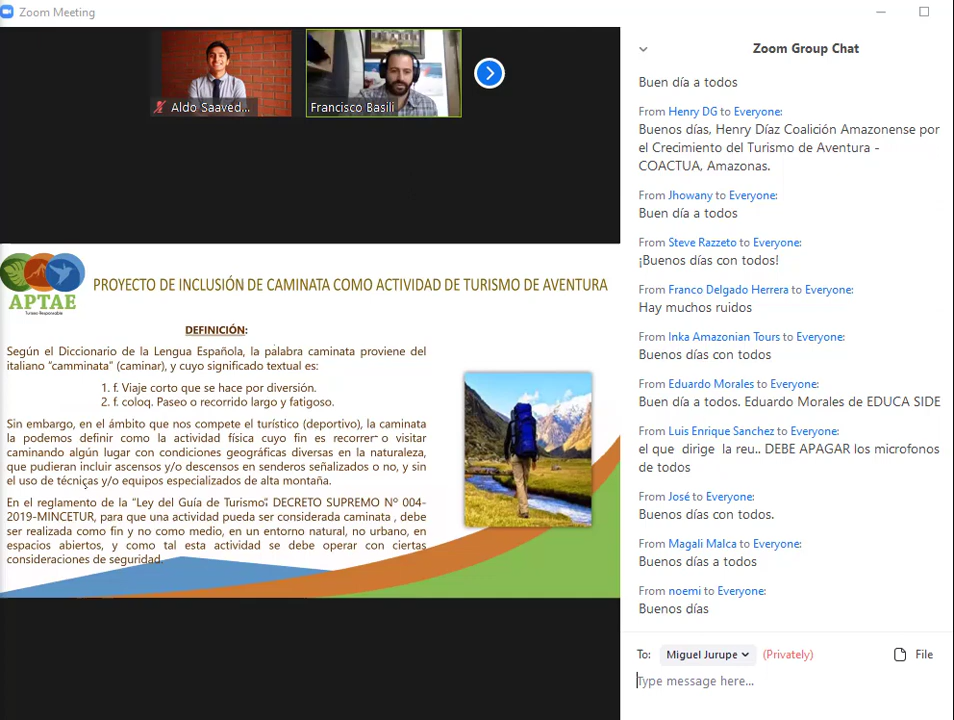 Zoom Meeting
Aldo Saaved...
Francisco Basili
APTAE
Turismo Responsable
PROYECTO DE INCLUSIÓN DE CAMINATA COMO ACTIVIDAD DE TURISMO DE AVENTURA
DEFINICIÓN:
Según el Diccionario de la Lengua Española, la palabra caminata proviene del
italiano “camminata” (caminar), y cuyo significado textual es:
1. f. Viaje corto que se hace por diversión.
2. f. coloq. Paseo o recorrido largo y fatigoso.
Sin embargo, en el ámbito que nos compete el turístico (deportivo), la caminata
la podemos definir como la actividad física cuyo fin es recorrer o visitar
caminando algún lugar con condiciones geográficas diversas en la naturaleza,
que pudieran incluir ascensos y/o descensos en senderos señalizados o no, y sin
el uso de técnicas y/o equipos especializados de alta montaña.
En el reglamento de la “Ley del Guía de Turismo”: DECRETO SUPREMO Nº 004-
2019-MINCETUR, para que una actividad pueda ser considerada caminata , debe
ser realizada como fin y no como medio, en un entorno natural, no urbano, en
espacios abiertos, y como tal esta actividad se debe operar con ciertas
consideraciones de seguridad.
Zoom Group Chat
Buen día a todos
From Henry DG to Everyone:
Buenos días, Henry Díaz Coalición Amazonense por
el Crecimiento del Turismo de Aventura -
COACTUA, Amazonas.
From Jhowany to Everyone:
Buen día a todos
From Steve Razzeto to Everyone:
¡Buenos días con todos!
From Franco Delgado Herrera to Everyone:
Hay muchos ruidos
From Inka Amazonian Tours to Everyone:
Buenos días con todos
From Eduardo Morales to Everyone:
Buen día a todos. Eduardo Morales de EDUCA SIDE
From Luis Enrique Sanchez to Everyone:
el que dirige la reu.. DEBE APAGAR los microfonos
de todos
From José to Everyone:
Buenos días con todos.
From Magali Malca to Everyone:
Buenos días a todos
From noemi to Everyone:
Buenos días
To: Miguel Jurupe (Privately) File
Type message here...